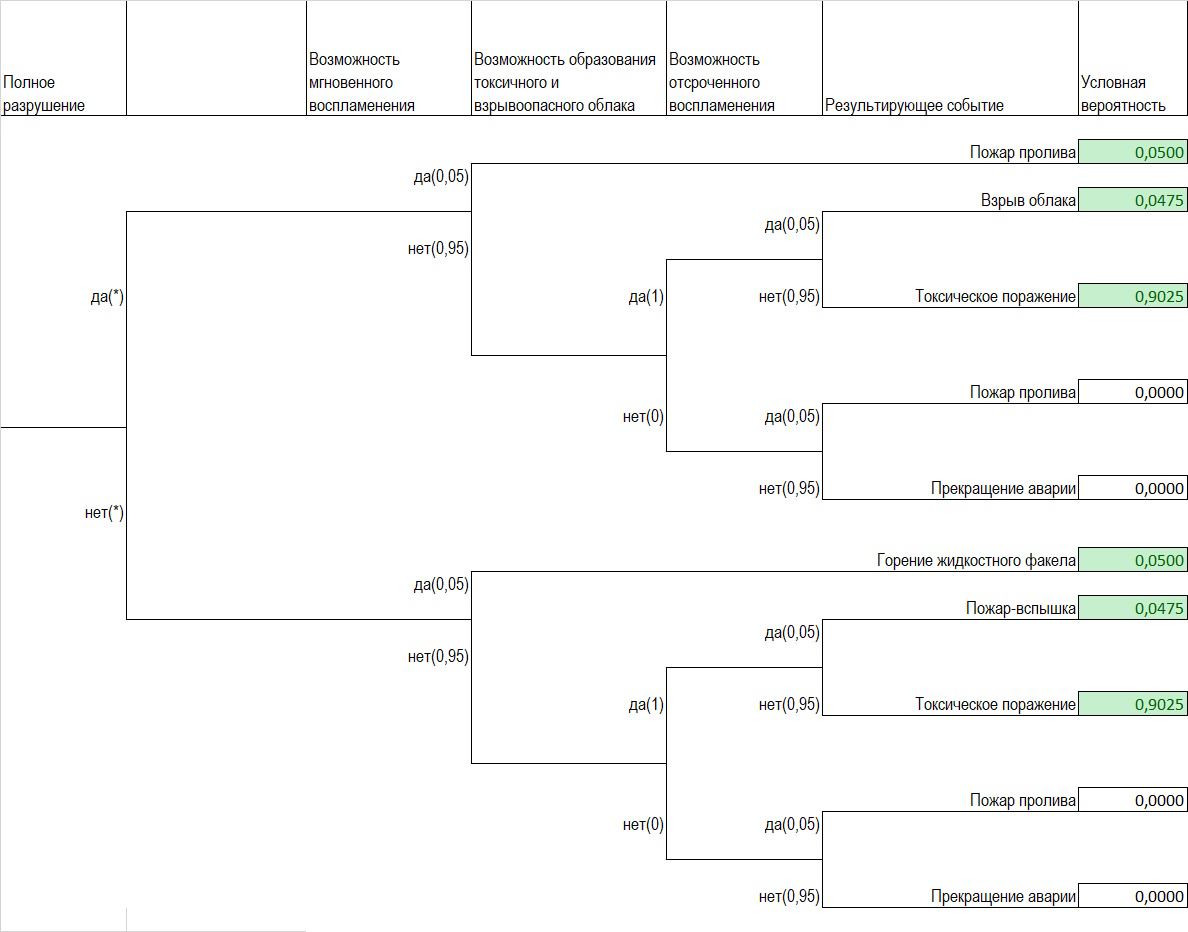 Полное
разрушение
Возможность
мгновенного
воспламенения
Возможность образования
токсичного и
взрывоопасного облака
Возможность
отсроченного
воспламенения
Результирующее событие
Условная
вероятность
Пожар пролива 0,0500
да(0,05)
Взрыв облака 0,0475
да(0,05)
нет(0,95)
да(*)
да(1)
нет(0,95)
Токсическое поражение 0,9025
Пожар пролива 0,0000
нет(0)
да(0,05)
нет(0,95)
Прекращение аварии 0,0000
нет(*)
Горение жидкостного факела 0,0500
да(0,05)
Пожар-вспышка 0,0475
да(0,05)
нет(0,95)
да(1)
нет(0,95)
Токсическое поражение 0,9025
Пожар пролива 0,0000
нет(0)
да(0,05)
нет(0,95)
Прекращение аварии 0,0000